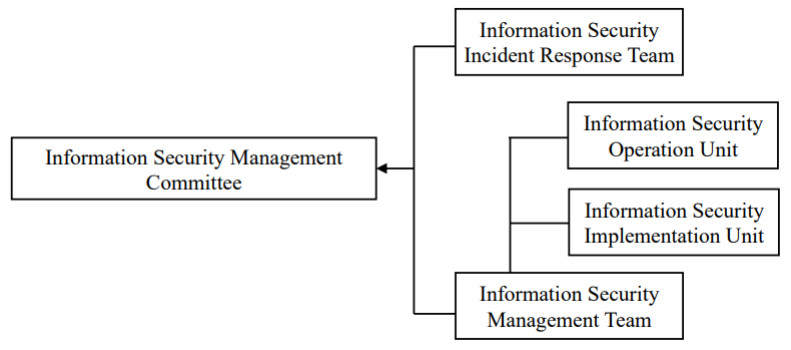 Information Security
Incident Response Team
Information Security
Operation Unit
Information Security Management
Committee
Information Security
Implementation Unit
Information Security
Management Team